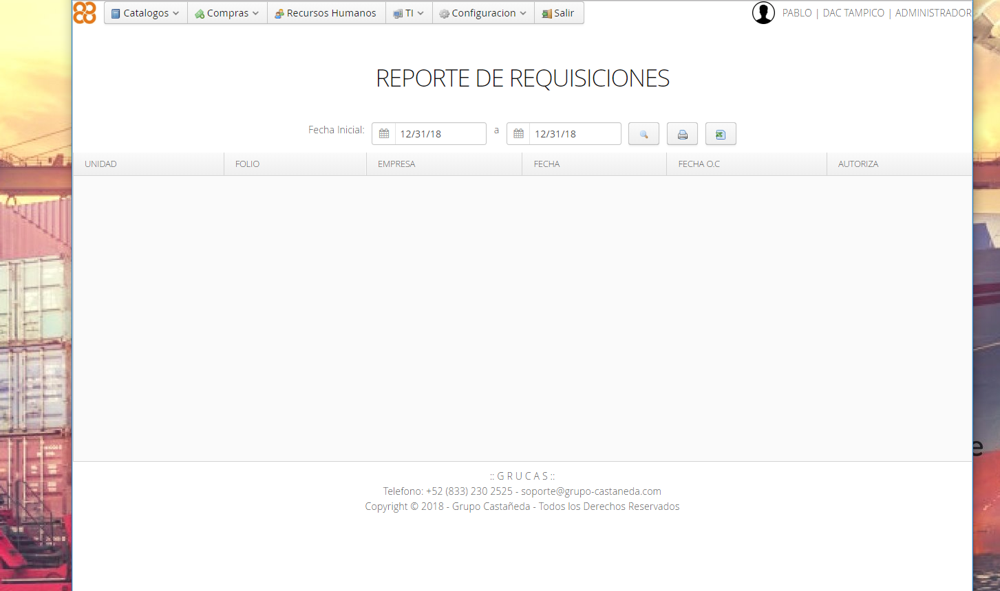 Catalogos Compras Recursos Humanos TI Configuracion Salir PABLO | DAC TAMPICO | ADMINISTRADOR
REPORTE DE REQUISICIONES
Fecha Inicial: 12/31/18 a 12/31/18
UNIDAD FOLIO EMPRESA FECHA FECHA O.C AUTORIZA
e
:: G R U C A S ::
Telefono: +52 (833) 230 2525 - soporte@grupo-castaneda.com
Copyright © 2018 - Grupo Castañeda - Todos los Derechos Reservados